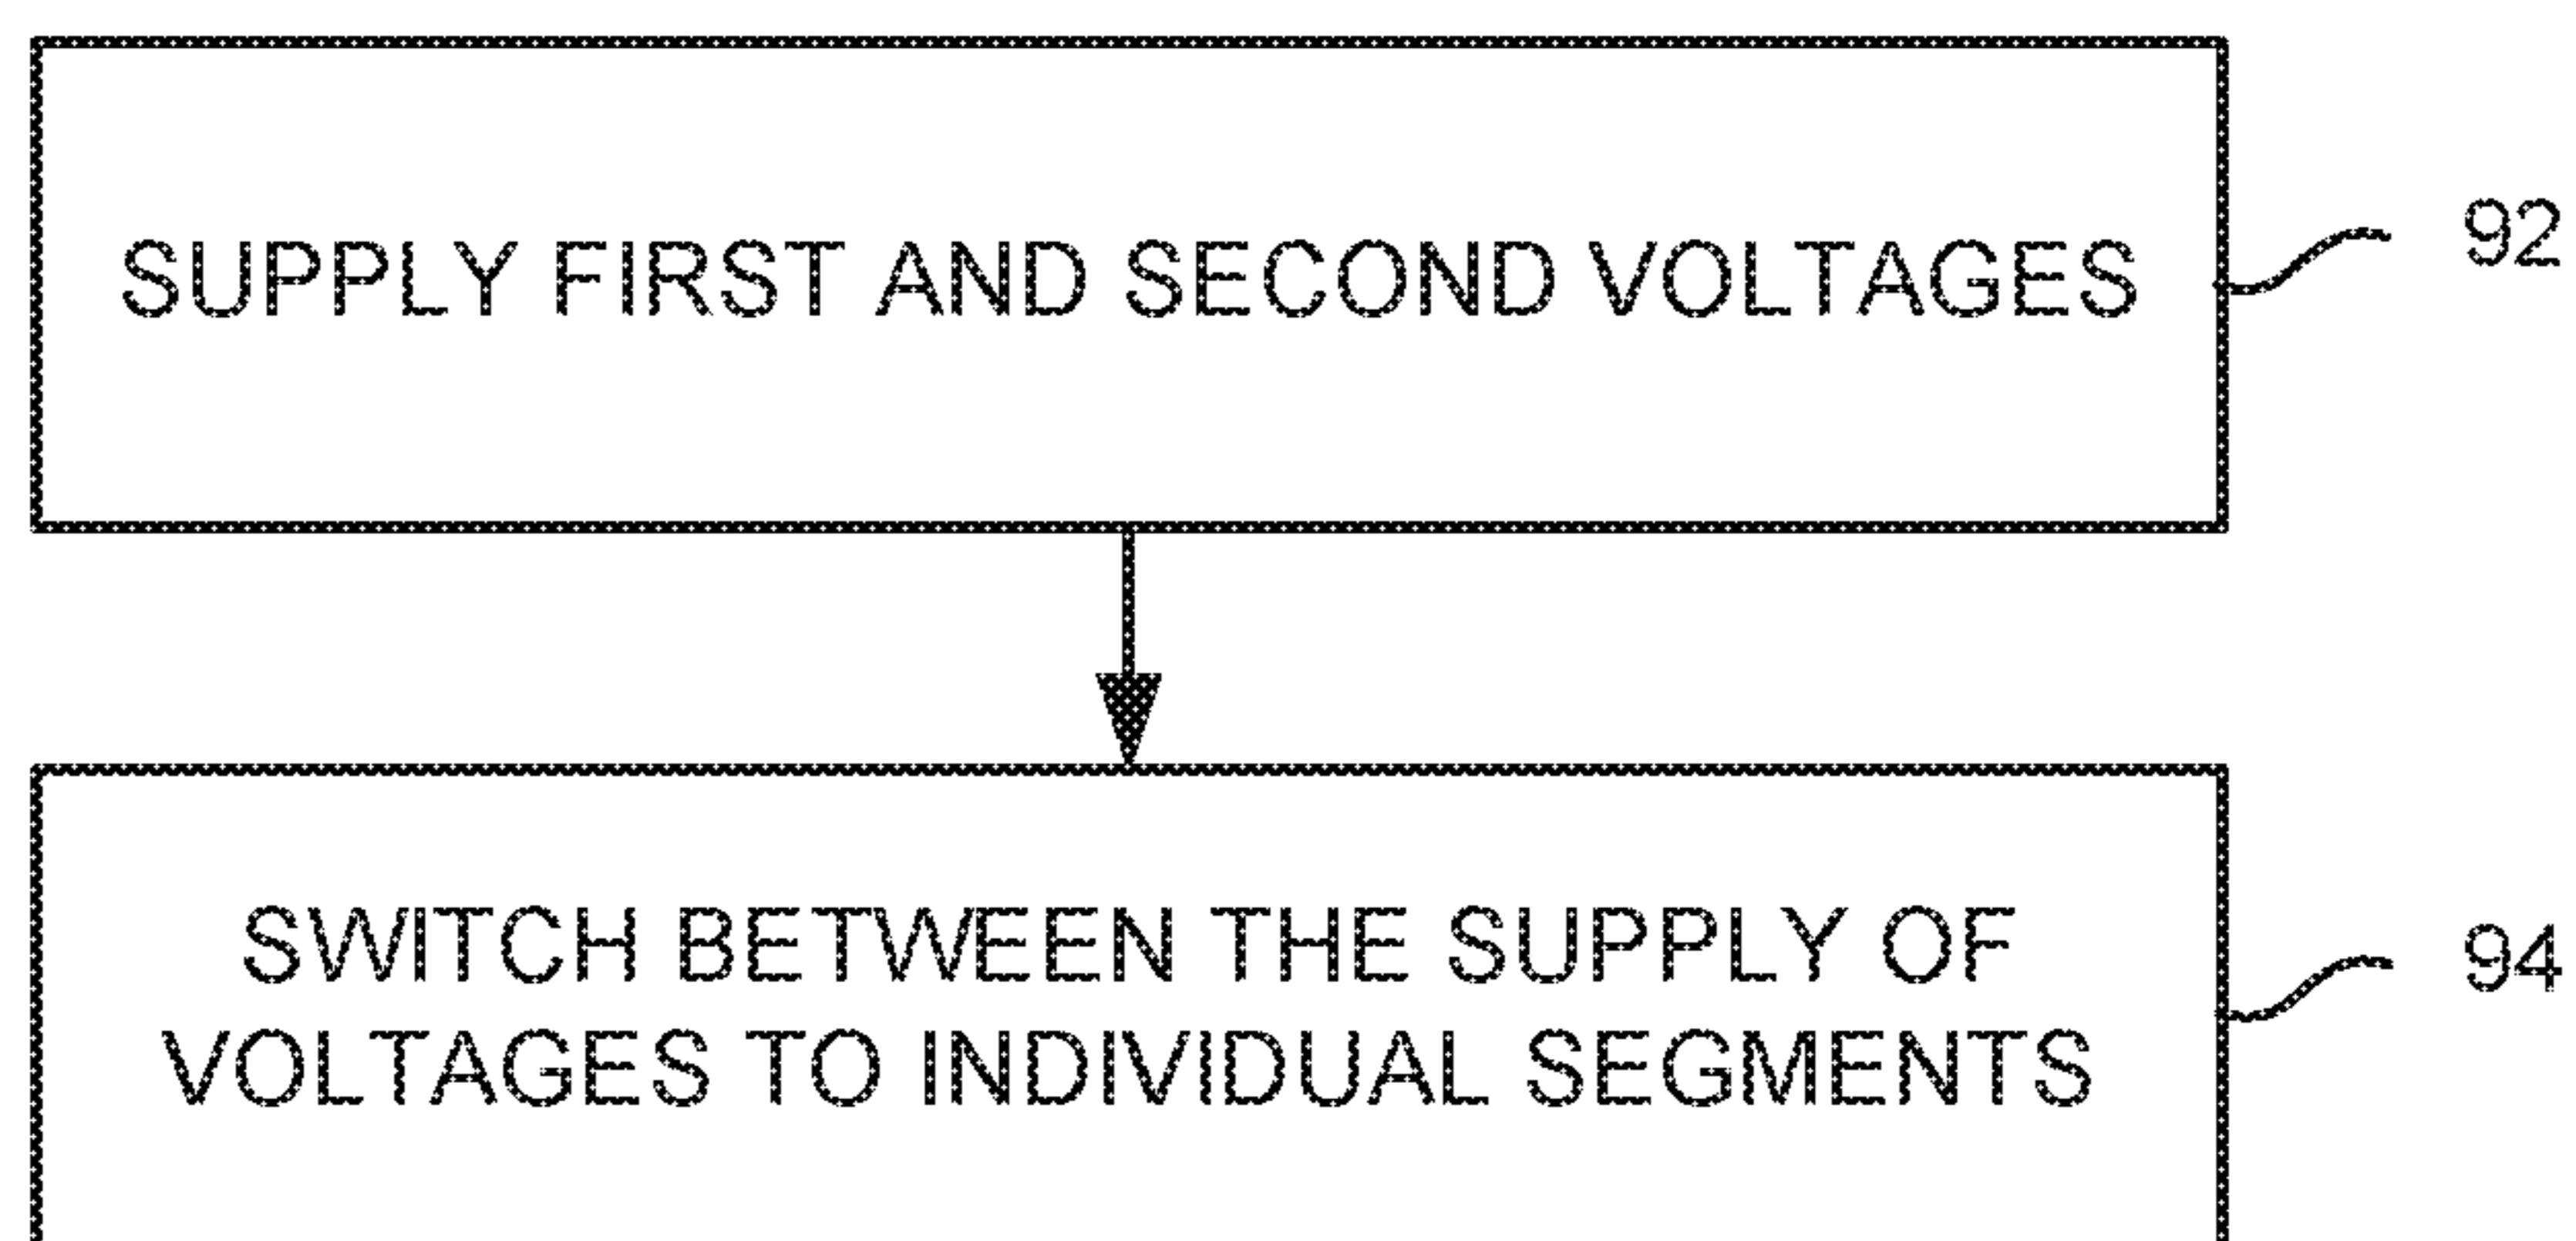 SUPPLY FIRST AND SECOND VOLTAGES
92
SWITCH BETWEEN THE SUPPLY OF
VOLTAGES TO INDIVIDUAL SEGMENTS
94